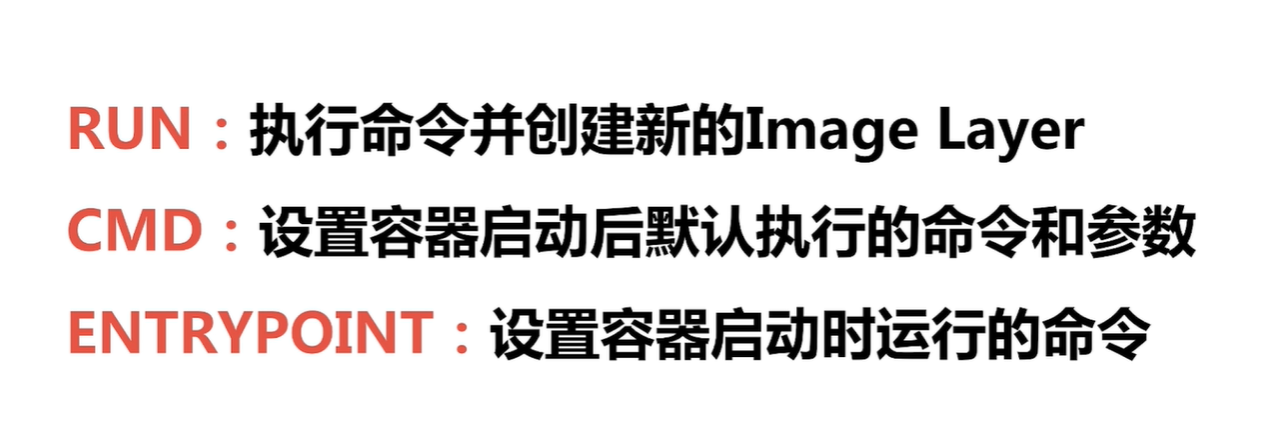 RUN：执行命令并创建新的Image Layer
CMD：设置容器启动后默认执行的命令和参数
ENTRYPOINT：设置容器启动时运行的命令